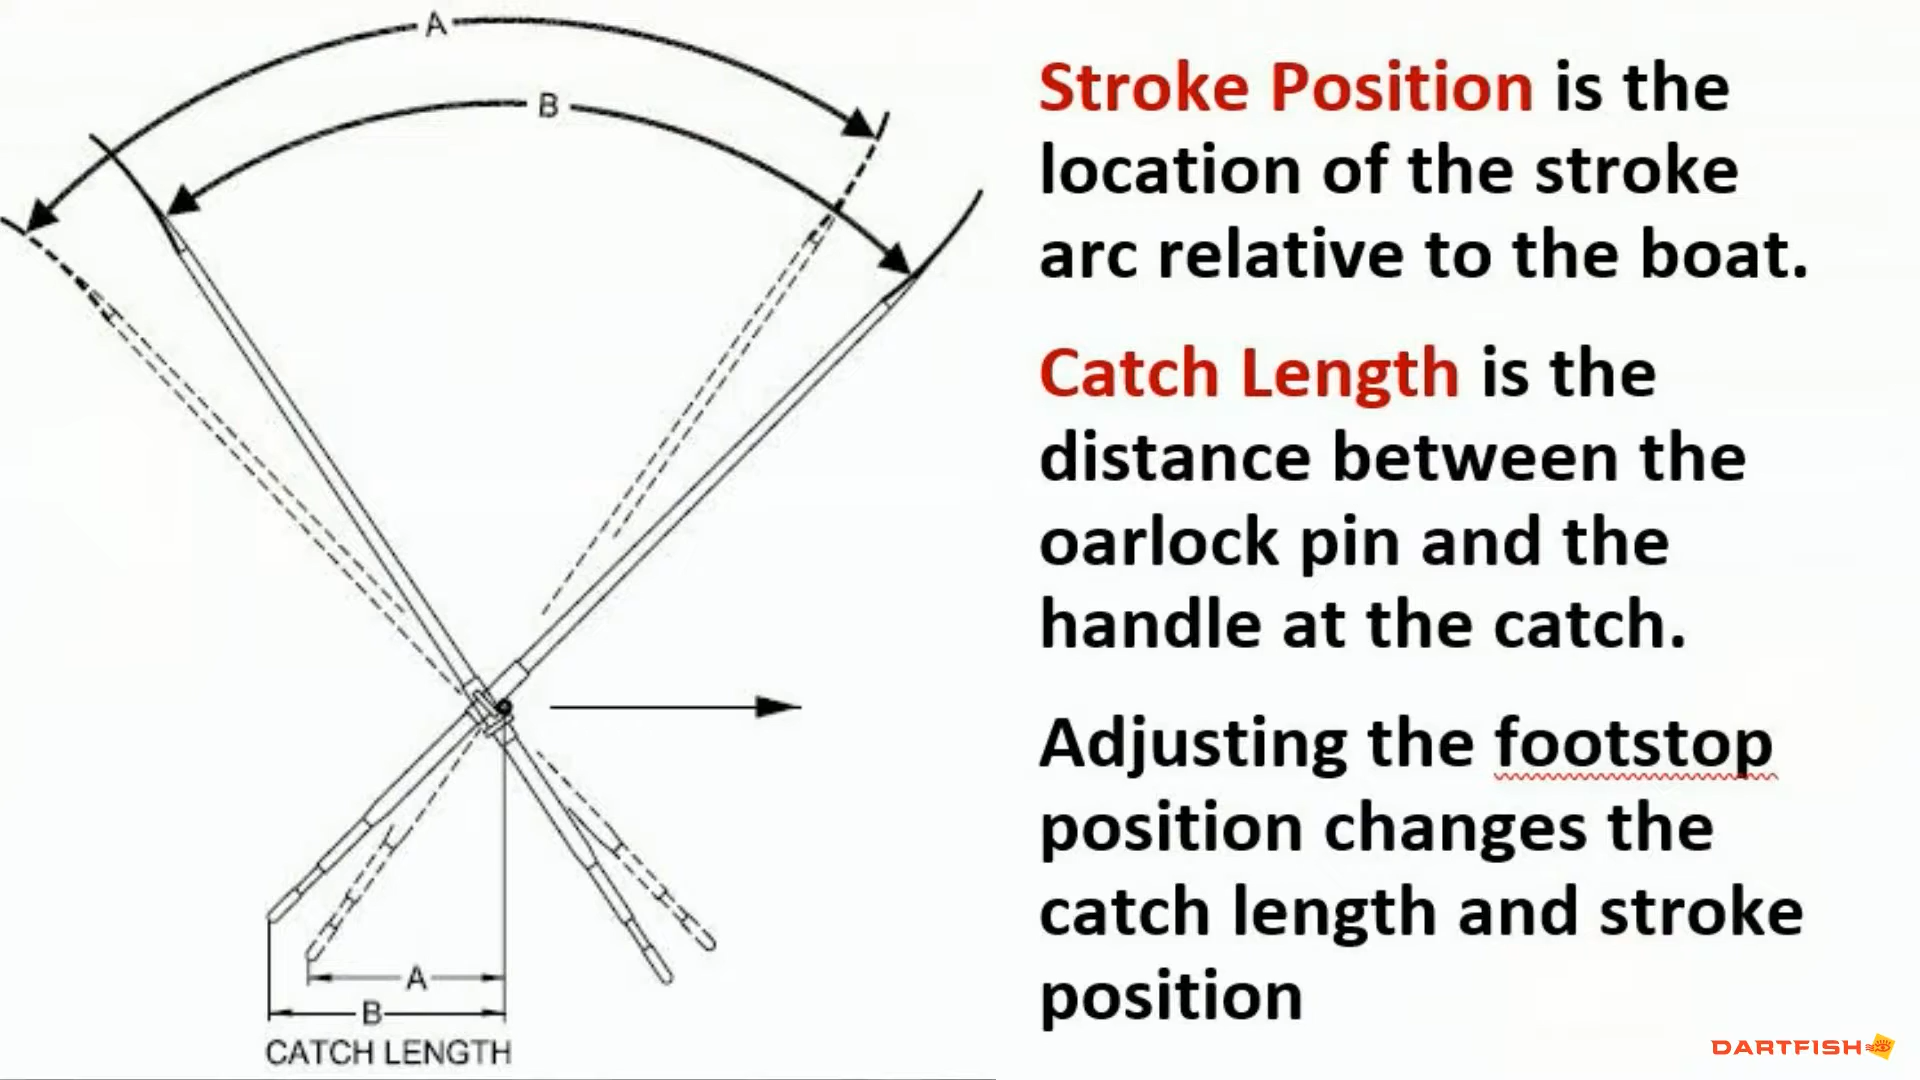 A
B
A
B
CATCH LENGTH
Stroke Position is the
location of the stroke
arc relative to the boat.
Catch Length is the
distance between the
oarlock pin and the
handle at the catch.
Adjusting the footstop
position changes the
catch length and stroke
position
DARTFISH